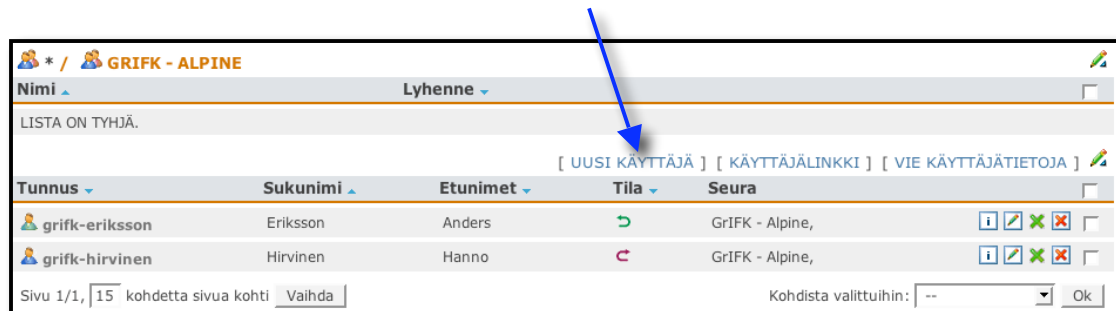 * / GRIFK - ALPINE
Nimi Lyhenne
LISTA ON TYHJÄ.
[ UUSI KÄYTTÄJÄ ] [ KÄYTTÄJÄLINKKI ] [ VIE KÄYTTÄJÄTIETOJA ]
Tunnus Sukunimi Etunimet Tila Seura
grifk-eriksson Eriksson Anders GrIFK - Alpine,
grifk-hirvinen Hirvinen Hanno GrIFK - Alpine,
Sivu 1/1, 15 kohdetta sivua kohti Vaihda Kohdista valittuihin: -- Ok